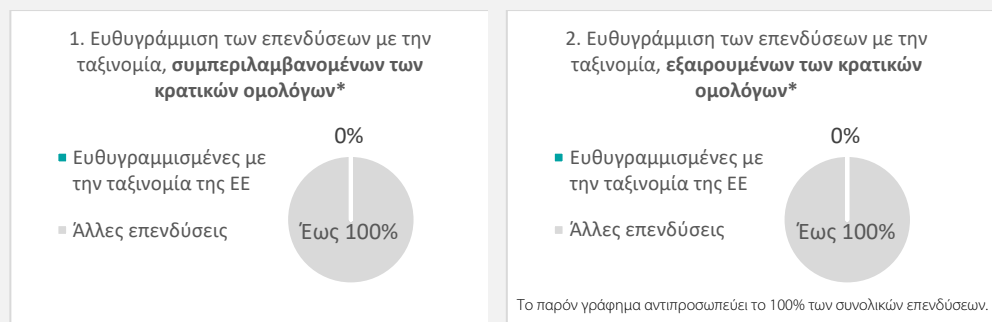 1. Ευθυγράμμιση των επενδύσεων με την
ταξινομία, συμπεριλαμβανομένων των
κρατικών ομολόγων*
0%
Ευθυγραμμισμένες με
την ταξινομία της ΕΕ
Άλλες επενδύσεις
Έως 100%
2. Ευθυγράμμιση των επενδύσεων με την
ταξινομία, εξαιρουμένων των κρατικών
ομολόγων*
0%
Ευθυγραμμισμένες με
την ταξινομία της ΕΕ
Άλλες επενδύσεις
Έως 100%
Το παρόν γράφημα αντιπροσωπεύει το 100% των συνολικών επενδύσεων.